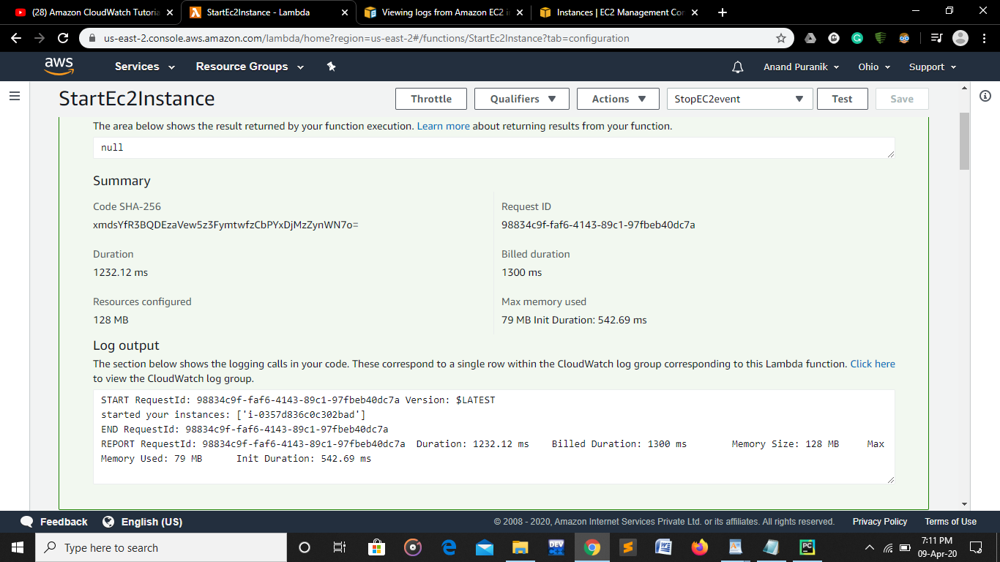 (28) Amazon CloudWatch Tutoria
StartEc2Instance - Lambda
Viewing logs from Amazon EC2 i
Instances | EC2 Management Con
us-east-2.console.aws.amazon.com/lambda/home?region=us-east-2#/functions/StartEc2Instance?tab=configuration
aws Services Resource Groups Anand Puranik Ohio Support
StartEc2Instance Throttle Qualifiers Actions StopEC2event Test Save
The area below shows the result returned by your function execution. Learn more about returning results from your function.
null
Summary
Code SHA-256
xmdsYfR3BQDEzaVew5z3FymtwfzCbPYxDjMzZynWN7o=
Request ID
98834c9f-faf6-4143-89c1-97fbeb40dc7a
Duration
1232.12 ms
Billed duration
1300 ms
Resources configured
128 MB
Max memory used
79 MB Init Duration: 542.69 ms
Log output
The section below shows the logging calls in your code. These correspond to a single row within the CloudWatch log group corresponding to this Lambda function. Click here
to view the CloudWatch log group.
START RequestId: 98834c9f-faf6-4143-89c1-97fbeb40dc7a Version: $LATEST
started your instances: ['i-0357d836c0c302bad']
END RequestId: 98834c9f-faf6-4143-89c1-97fbeb40dc7a
REPORT RequestId: 98834c9f-faf6-4143-89c1-97fbeb40dc7a Duration: 1232.12 ms Billed Duration: 1300 ms Memory Size: 128 MB Max
Memory Used: 79 MB Init Duration: 542.69 ms
Feedback English (US) © 2008 - 2020, Amazon Internet Services Private Ltd. or its affiliates. All rights reserved. Privacy Policy Terms of Use
Type here to search
DEV
PC
7:11 PM
09-Apr-20